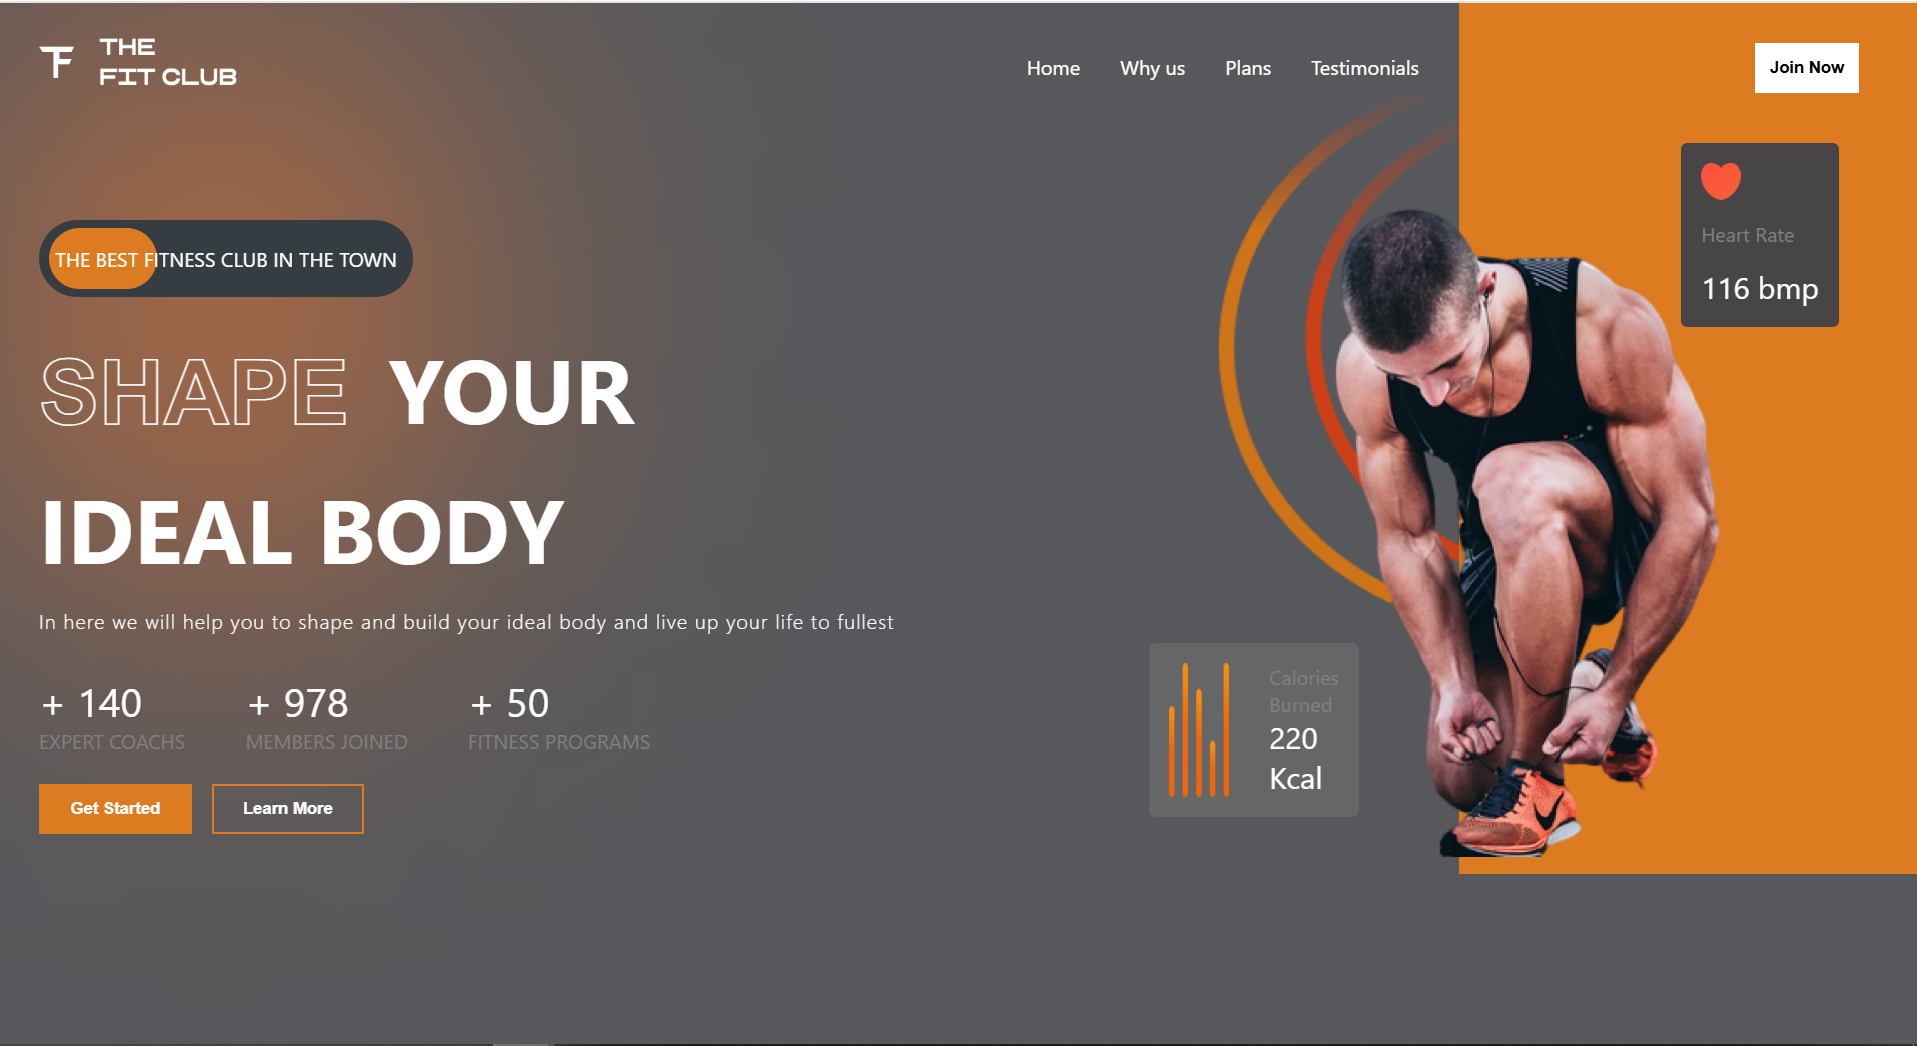 THE
FIT CLUB
Home Why us Plans Testimonials
Join Now
THE BEST FITNESS CLUB IN THE TOWN
SHAPE YOUR
IDEAL BODY
In here we will help you to shape and build your ideal body and live up your life to fullest
+ 140
EXPERT COACHS
+ 978
MEMBERS JOINED
+ 50
FITNESS PROGRAMS
Get Started
Learn More
Heart Rate
116 bmp
Calories
Burned
220
Kcal